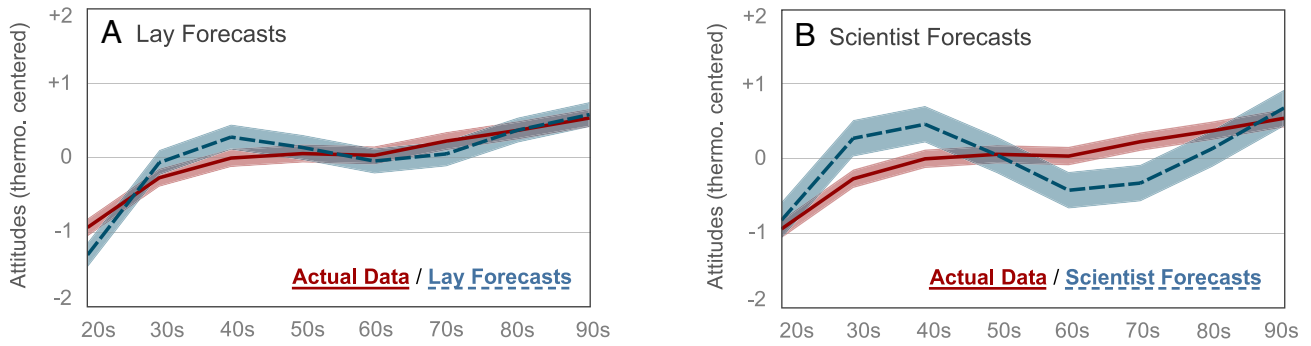 A Lay Forecasts
Attitudes (thermo. centered)
+2
+1
0
-1
-2
Actual Data / Lay Forecasts
20s 30s 40s 50s 60s 70s 80s 90s
B Scientist Forecasts
Attitudes (thermo. centered)
+2
+1
0
-1
-2
Actual Data / Scientist Forecasts
20s 30s 40s 50s 60s 70s 80s 90s